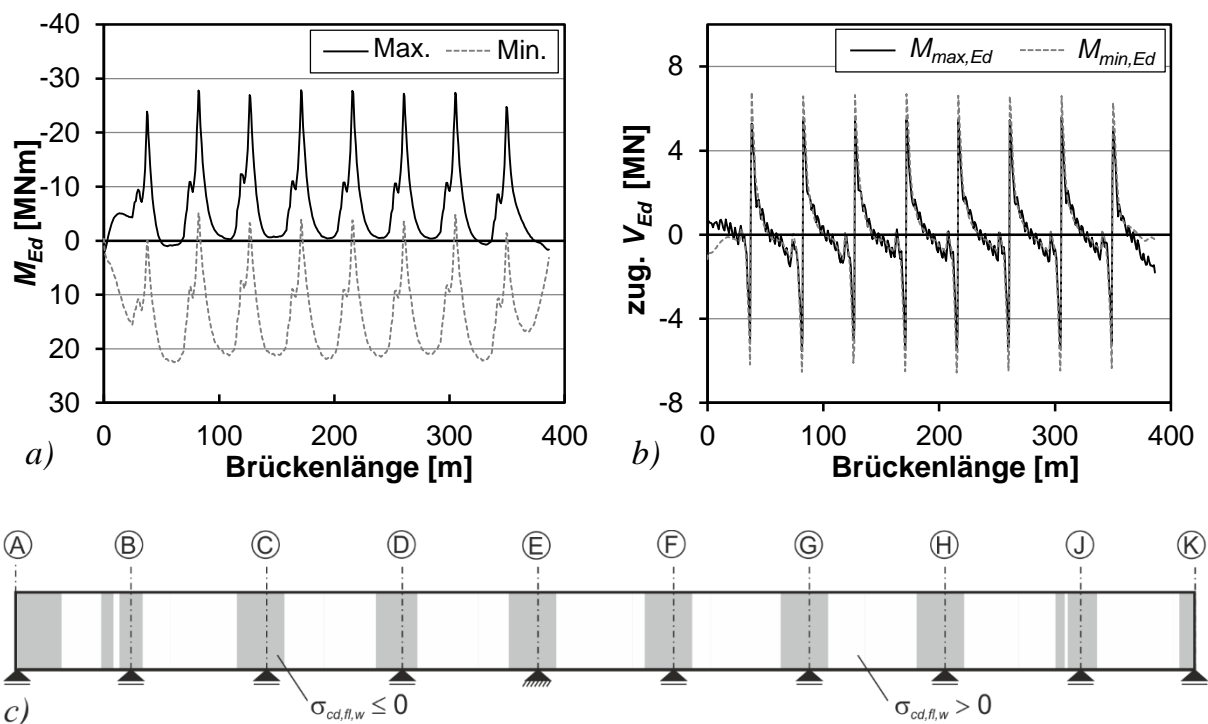 -40
-30
-20
-10
0
10
20
30
M_Ed [MNm]
Max. Min.
0 100 200 300 400
Brückenlänge [m]
a)
8
4
0
-4
-8
zug. V_Ed [MN]
M_max,Ed M_min,Ed
0 100 200 300 400
Brückenlänge [m]
b)
A B C D E F G H J K
σ_cd,fl,w ≤ 0 σ_cd,fl,w > 0
c)